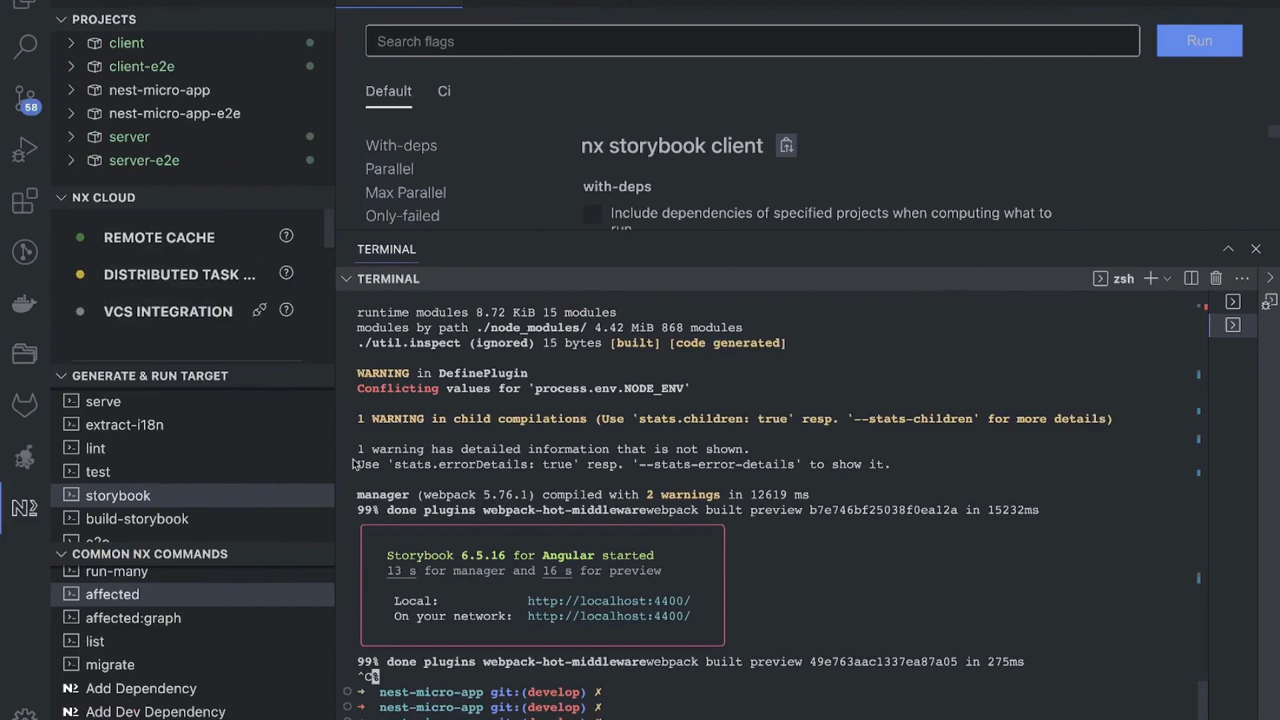 PROJECTS
client
client-e2e
nest-micro-app
nest-micro-app-e2e
server
server-e2e
58
NX CLOUD
REMOTE CACHE
DISTRIBUTED TASK ...
VCS INTEGRATION
GENERATE & RUN TARGET
serve
extract-i18n
lint
test
storybook
build-storybook
e2e
COMMON NX COMMANDS
run-many
affected
affected:graph
list
migrate
Add Dependency
Add Dev Dependency
Search flags
Run
Default Ci
With-deps
Parallel
Max Parallel
Only-failed
nx storybook client
with-deps
Include dependencies of specified projects when computing what to
run.
TERMINAL
TERMINAL
zsh
runtime modules 8.72 KiB 15 modules
modules by path ./node_modules/ 4.42 MiB 868 modules
./util.inspect (ignored) 15 bytes [built] [code generated]
WARNING in DefinePlugin
Conflicting values for 'process.env.NODE_ENV'
1 WARNING in child compilations (Use 'stats.children: true' resp. '--stats-children' for more details)
1 warning has detailed information that is not shown.
Use 'stats.errorDetails: true' resp. '--stats-error-details' to show it.
manager (webpack 5.76.1) compiled with 2 warnings in 12619 ms
99% done plugins webpack-hot-middlewarewebpack built preview b7e746bf25038f0ea12a in 15232ms
Storybook 6.5.16 for Angular started
13 s for manager and 16 s for preview
Local: http://localhost:4400/
On your network: http://localhost:4400/
99% done plugins webpack-hot-middlewarewebpack built preview 49e763aac1337ea87a05 in 275ms
^C%
➜ nest-micro-app git:(develop) ✗
➜ nest-micro-app git:(develop) ✗